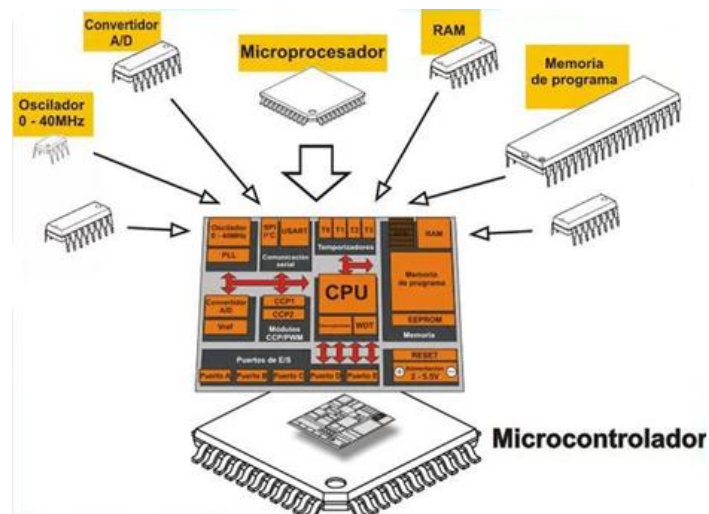 Convertidor
A/D
Microprocesador
RAM
Memoria
de programa
Oscilador
0 - 40MHz
Oscilador
0 - 40MHz
PLL
SPI
I²C
USART
Comunicación
serial
T0 T1 T2 T3
Temporizadores
RAM
Memoria
de programa
EEPROM
Memoria
Convertidor
A/D
Vref
CCP1
CCP2
Módulos
CCP/PWM
CPU
WDT
Puertos de E/S
Puerto A Puerto B Puerto C Puerto D Puerto E
RESET
Alimentación
2 - 5.5V
Microcontrolador